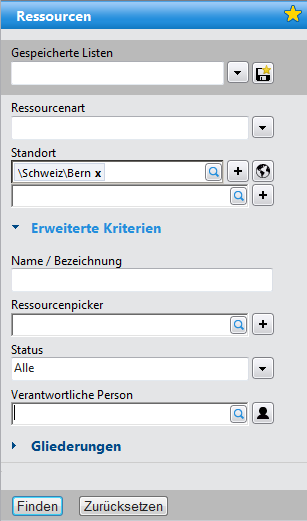 Ressourcen
Gespeicherte Listen
Ressourcenart
Standort
\Schweiz\Bern x
Erweiterte Kriterien
Name / Bezeichnung
Ressourcenpicker
Status
Alle
Verantwortliche Person
Gliederungen
Finden Zurücksetzen